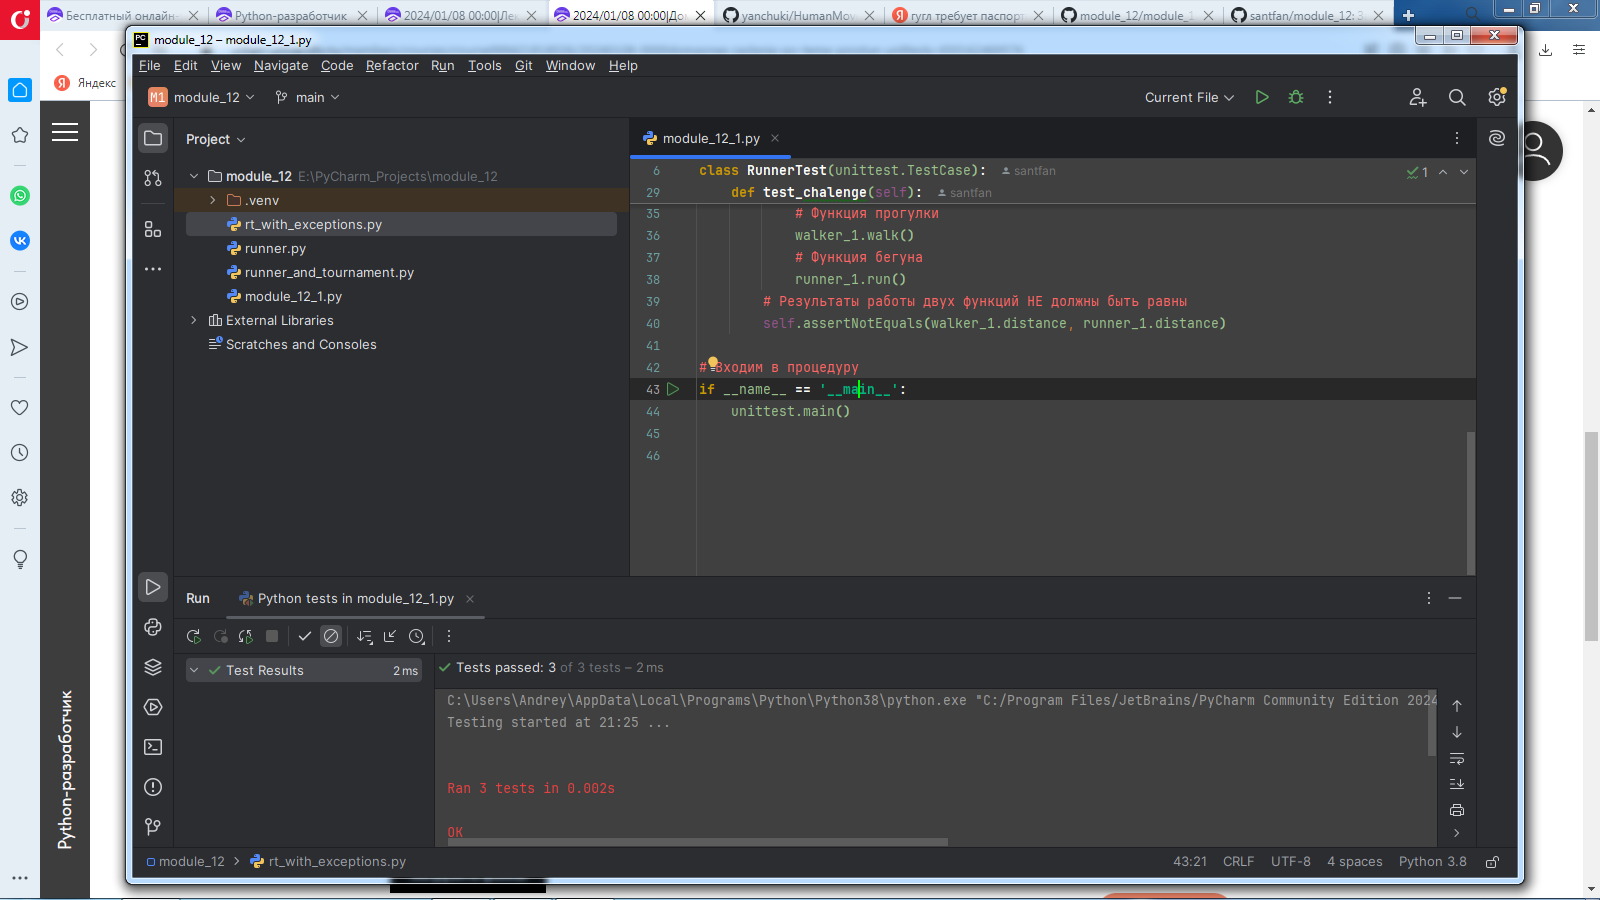 Бесплатный онлайн-
Python-разработчик
2024/01/08 00:00|Ле
2024/01/08 00:00|До
yanchuki/HumanMo
гугл требует паспорт
module_12/module_1
santfan/module_12: З
Яндекс
Python-разработчик
PC
module_12 – module_12_1.py
File Edit View Navigate Code Refactor Run Tools Git Window Help
M1 module_12 main Current File
Project
module_12_1.py
module_12 E:\PyCharm_Projects\module_12
.venv
rt_with_exceptions.py
runner.py
runner_and_tournament.py
module_12_1.py
External Libraries
Scratches and Consoles
6 class RunnerTest(unittest.TestCase): santfan
1
29 def test_chalenge(self): santfan
35 # Функция прогулки
36 walker_1.walk()
37 # Функция бегуна
38 runner_1.run()
39 # Результаты работы двух функций НЕ должны быть равны
40 self.assertNotEquals(walker_1.distance, runner_1.distance)
41
42 # Входим в процедуру
43 if __name__ == '__main__':
44 unittest.main()
45
46
Run Python tests in module_12_1.py
Test Results 2 ms
Tests passed: 3 of 3 tests – 2 ms
C:\Users\Andrey\AppData\Local\Programs\Python\Python38\python.exe "C:/Program Files/JetBrains/PyCharm Community Edition 2024
Testing started at 21:25 ...
Ran 3 tests in 0.002s
OK
module_12 rt_with_exceptions.py
43:21 CRLF UTF-8 4 spaces Python 3.8